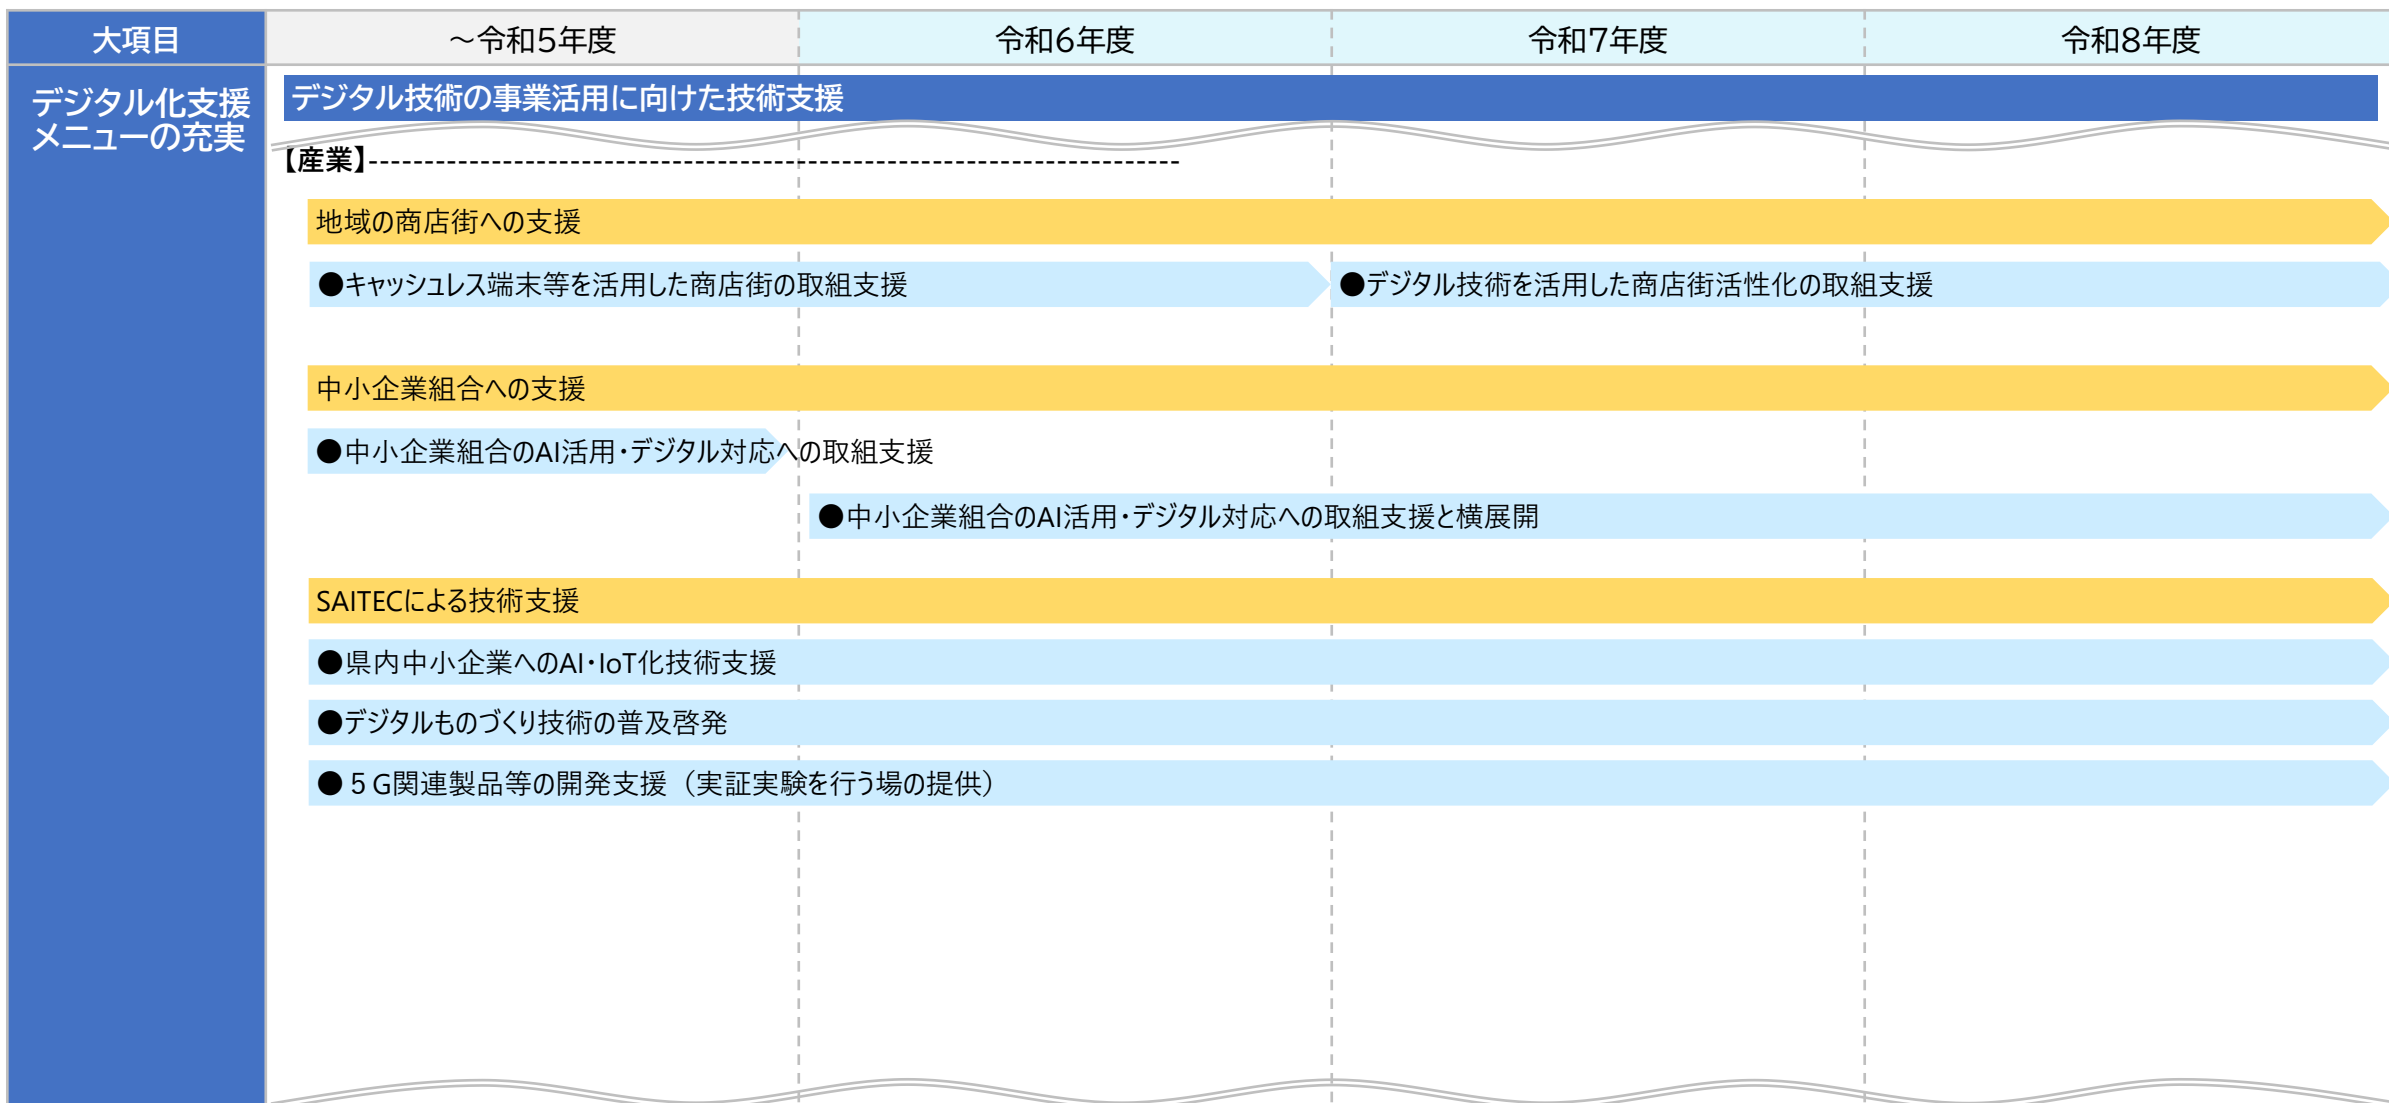 大項目
～令和5年度
令和6年度
令和7年度
令和8年度
デジタル化支援
メニューの充実
デジタル技術の事業活用に向けた技術支援
【産業】-------------------------------------------------------------------------
地域の商店街への支援
●キャッシュレス端末等を活用した商店街の取組支援
●デジタル技術を活用した商店街活性化の取組支援
中小企業組合への支援
●中小企業組合のAI活用・デジタル対応への取組支援
●中小企業組合のAI活用・デジタル対応への取組支援と横展開
SAITECによる技術支援
●県内中小企業へのAI・IoT化技術支援
●デジタルものづくり技術の普及啓発
●５G関連製品等の開発支援（実証実験を行う場の提供）